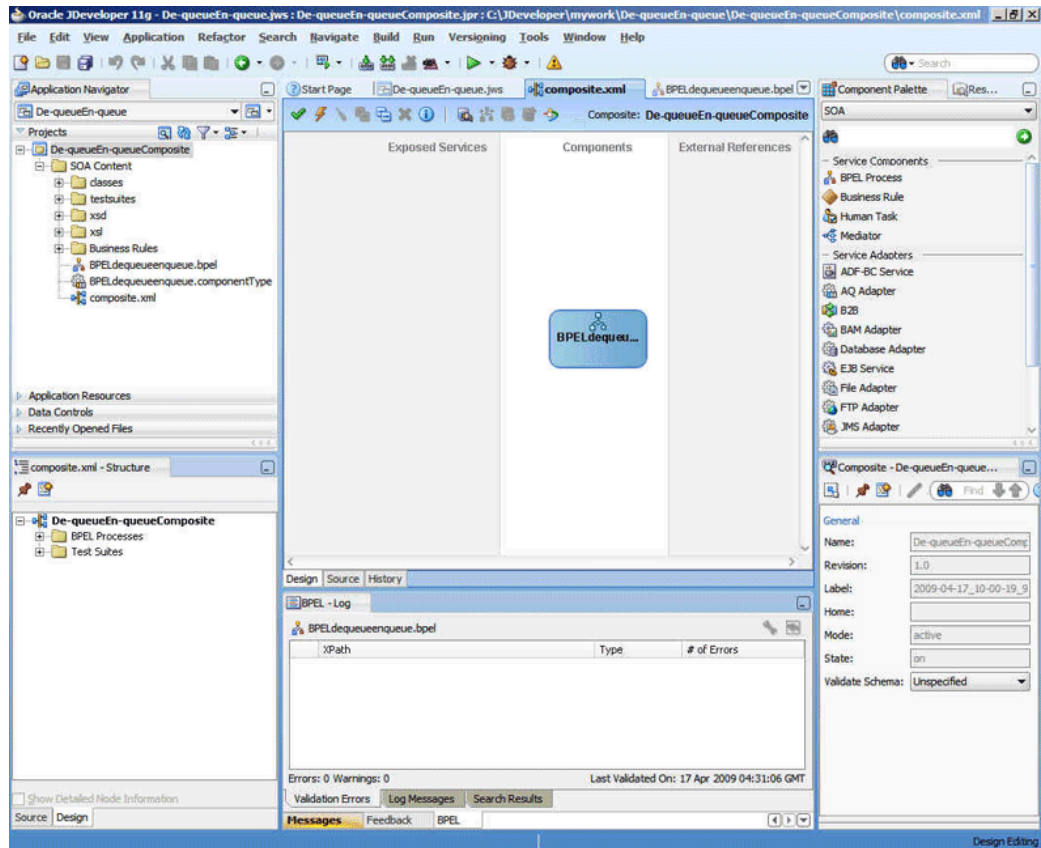 Oracle JDeveloper 11g - De-queueEn-queue.jws : De-queueEn-queueComposite.jpr : C:\JDeveloper\mywork\De-queueEn-queue\De-queueEn-queueComposite\composite.xml
File Edit View Application Refactor Search Navigate Build Run Versioning Tools Window Help
Search
Application Navigator
De-queueEn-queue
Projects
De-queueEn-queueComposite
SOA Content
classes
testsuites
xsd
xsl
Business Rules
BPELdequeueenqueue.bpel
BPELdequeueenqueue.componentType
composite.xml
Application Resources
Data Controls
Recently Opened Files
composite.xml - Structure
De-queueEn-queueComposite
BPEL Processes
Test Suites
Show Detailed Node Information
Source Design
Start Page De-queueEn-queue.jws composite.xml BPELdequeueenqueue.bpel
Composite: De-queueEn-queueComposite
Exposed Services Components External References
BPELdequeu...
Design Source History
BPEL - Log
BPELdequeueenqueue.bpel
XPath Type # of Errors
Errors: 0 Warnings: 0 Last Validated On: 17 Apr 2009 04:31:06 GMT
Validation Errors Log Messages Search Results
Messages Feedback BPEL
Component Palette Res...
SOA
Service Components
BPEL Process
Business Rule
Human Task
Mediator
Service Adapters
ADF-BC Service
AQ Adapter
B2B
BAM Adapter
Database Adapter
EJB Service
File Adapter
FTP Adapter
JMS Adapter
Composite - De-queueEn-queue...
Find
General
Name: De-queueEn-queueComp
Revision: 1.0
Label: 2009-04-17_10-00-19_9
Home:
Mode: active
State: on
Validate Schema: Unspecified
Design Editing